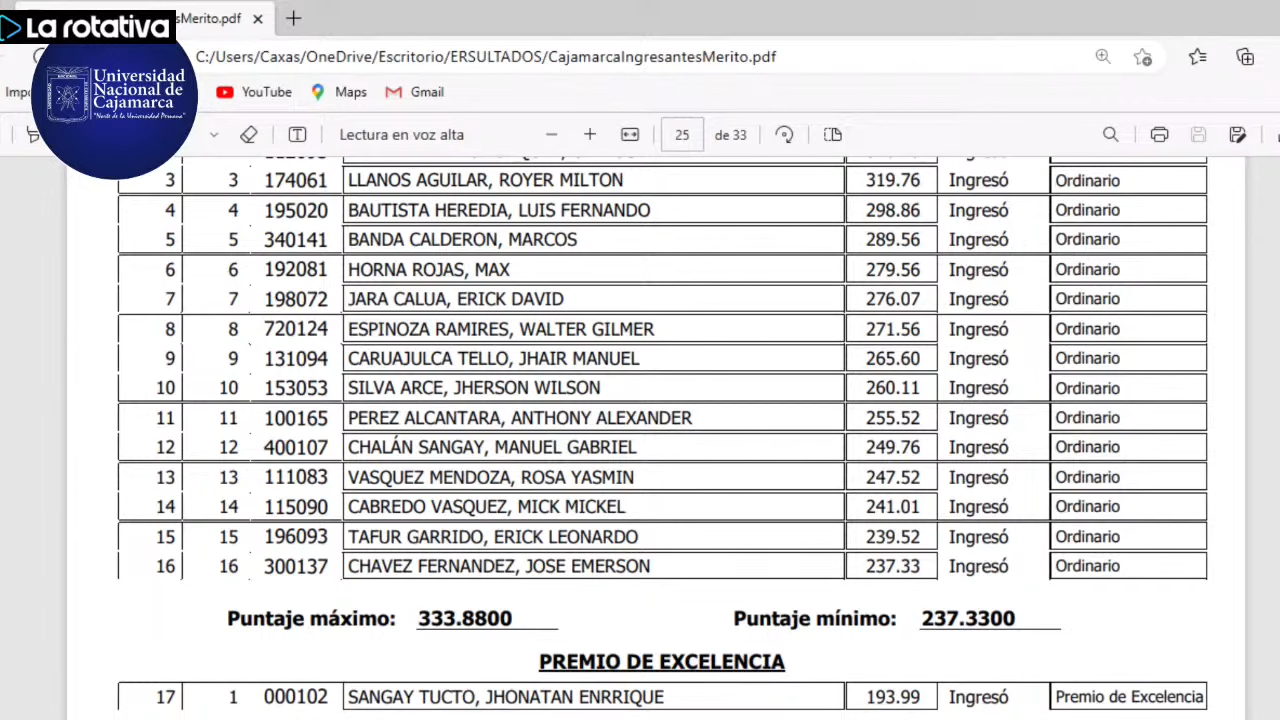 La rotativa
sMerito.pdf
C:/Users/Caxas/OneDrive/Escritorio/ERSULTADOS/CajamarcaIngresantesMerito.pdf
Universidad
Nacional de
Cajamarca
"Norte de la Universidad Peruana"
YouTube Maps Gmail
Lectura en voz alta 25 de 33
3 3 174061 LLANOS AGUILAR, ROYER MILTON 319.76 Ingresó Ordinario
4 4 195020 BAUTISTA HEREDIA, LUIS FERNANDO 298.86 Ingresó Ordinario
5 5 340141 BANDA CALDERON, MARCOS 289.56 Ingresó Ordinario
6 6 192081 HORNA ROJAS, MAX 279.56 Ingresó Ordinario
7 7 198072 JARA CALUA, ERICK DAVID 276.07 Ingresó Ordinario
8 8 720124 ESPINOZA RAMIRES, WALTER GILMER 271.56 Ingresó Ordinario
9 9 131094 CARUAJULCA TELLO, JHAIR MANUEL 265.60 Ingresó Ordinario
10 10 153053 SILVA ARCE, JHERSON WILSON 260.11 Ingresó Ordinario
11 11 100165 PEREZ ALCANTARA, ANTHONY ALEXANDER 255.52 Ingresó Ordinario
12 12 400107 CHALÁN SANGAY, MANUEL GABRIEL 249.76 Ingresó Ordinario
13 13 111083 VASQUEZ MENDOZA, ROSA YASMIN 247.52 Ingresó Ordinario
14 14 115090 CABREDO VASQUEZ, MICK MICKEL 241.01 Ingresó Ordinario
15 15 196093 TAFUR GARRIDO, ERICK LEONARDO 239.52 Ingresó Ordinario
16 16 300137 CHAVEZ FERNANDEZ, JOSE EMERSON 237.33 Ingresó Ordinario
Puntaje máximo: 333.8800 Puntaje mínimo: 237.3300
PREMIO DE EXCELENCIA
17 1 000102 SANGAY TUCTO, JHONATAN ENRRIQUE 193.99 Ingresó Premio de Excelencia